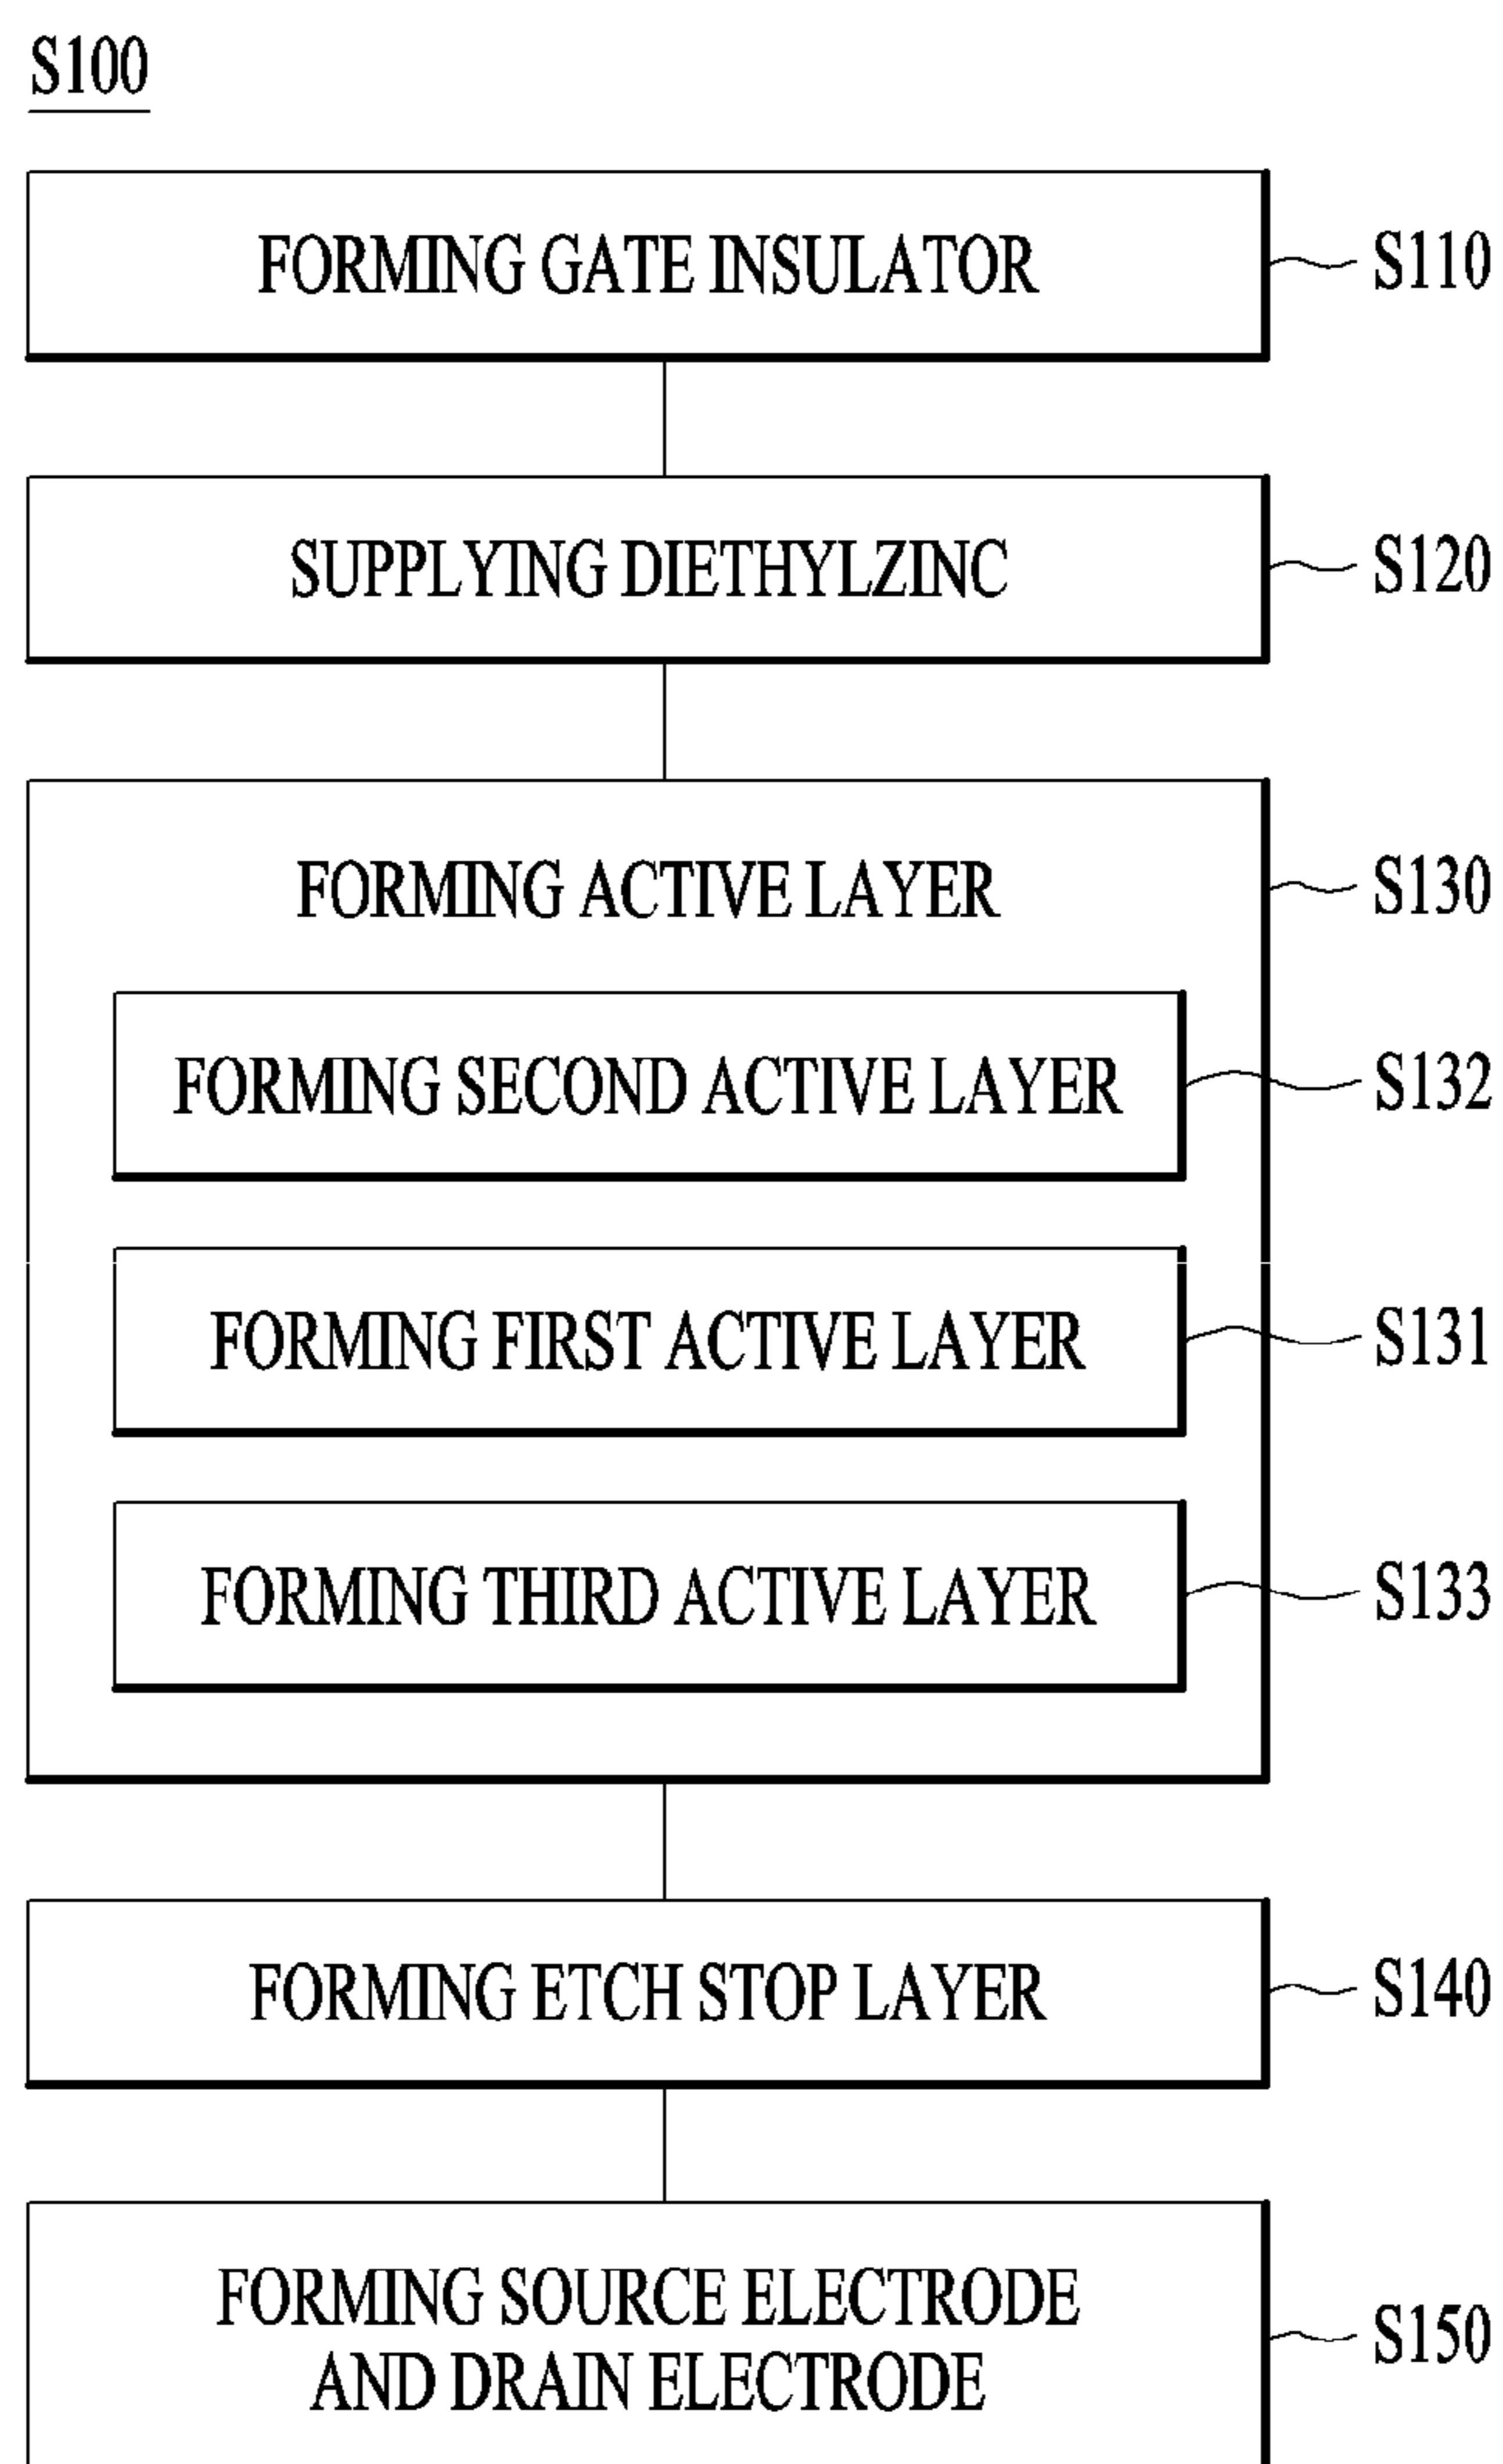 S100
FORMING GATE INSULATOR S110
SUPPLYING DIETHYLZINC S120
FORMING ACTIVE LAYER S130
FORMING SECOND ACTIVE LAYER S132
FORMING FIRST ACTIVE LAYER S131
FORMING THIRD ACTIVE LAYER S133
FORMING ETCH STOP LAYER S140
FORMING SOURCE ELECTRODE
AND DRAIN ELECTRODE S150